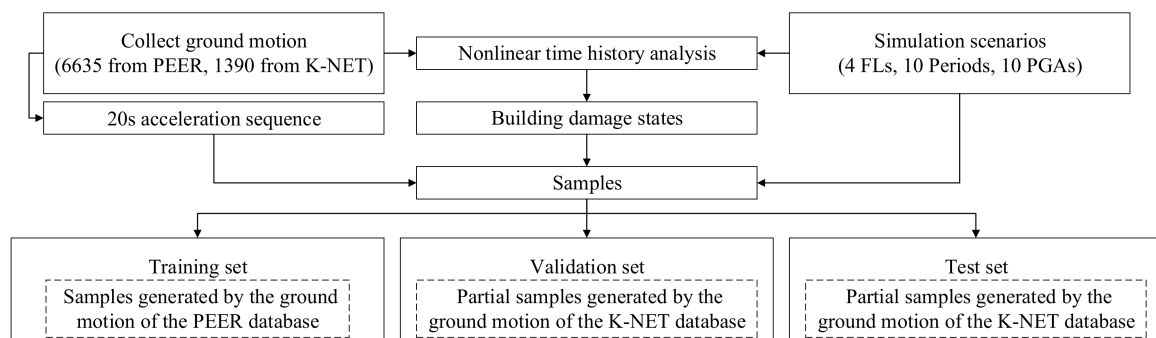 Collect ground motion
(6635 from PEER, 1390 from K-NET)
Nonlinear time history analysis
Simulation scenarios
(4 FLs, 10 Periods, 10 PGAs)
20s acceleration sequence
Building damage states
Samples
Training set
Samples generated by the ground
motion of the PEER database
Validation set
Partial samples generated by the
ground motion of the K-NET database
Test set
Partial samples generated by the
ground motion of the K-NET database